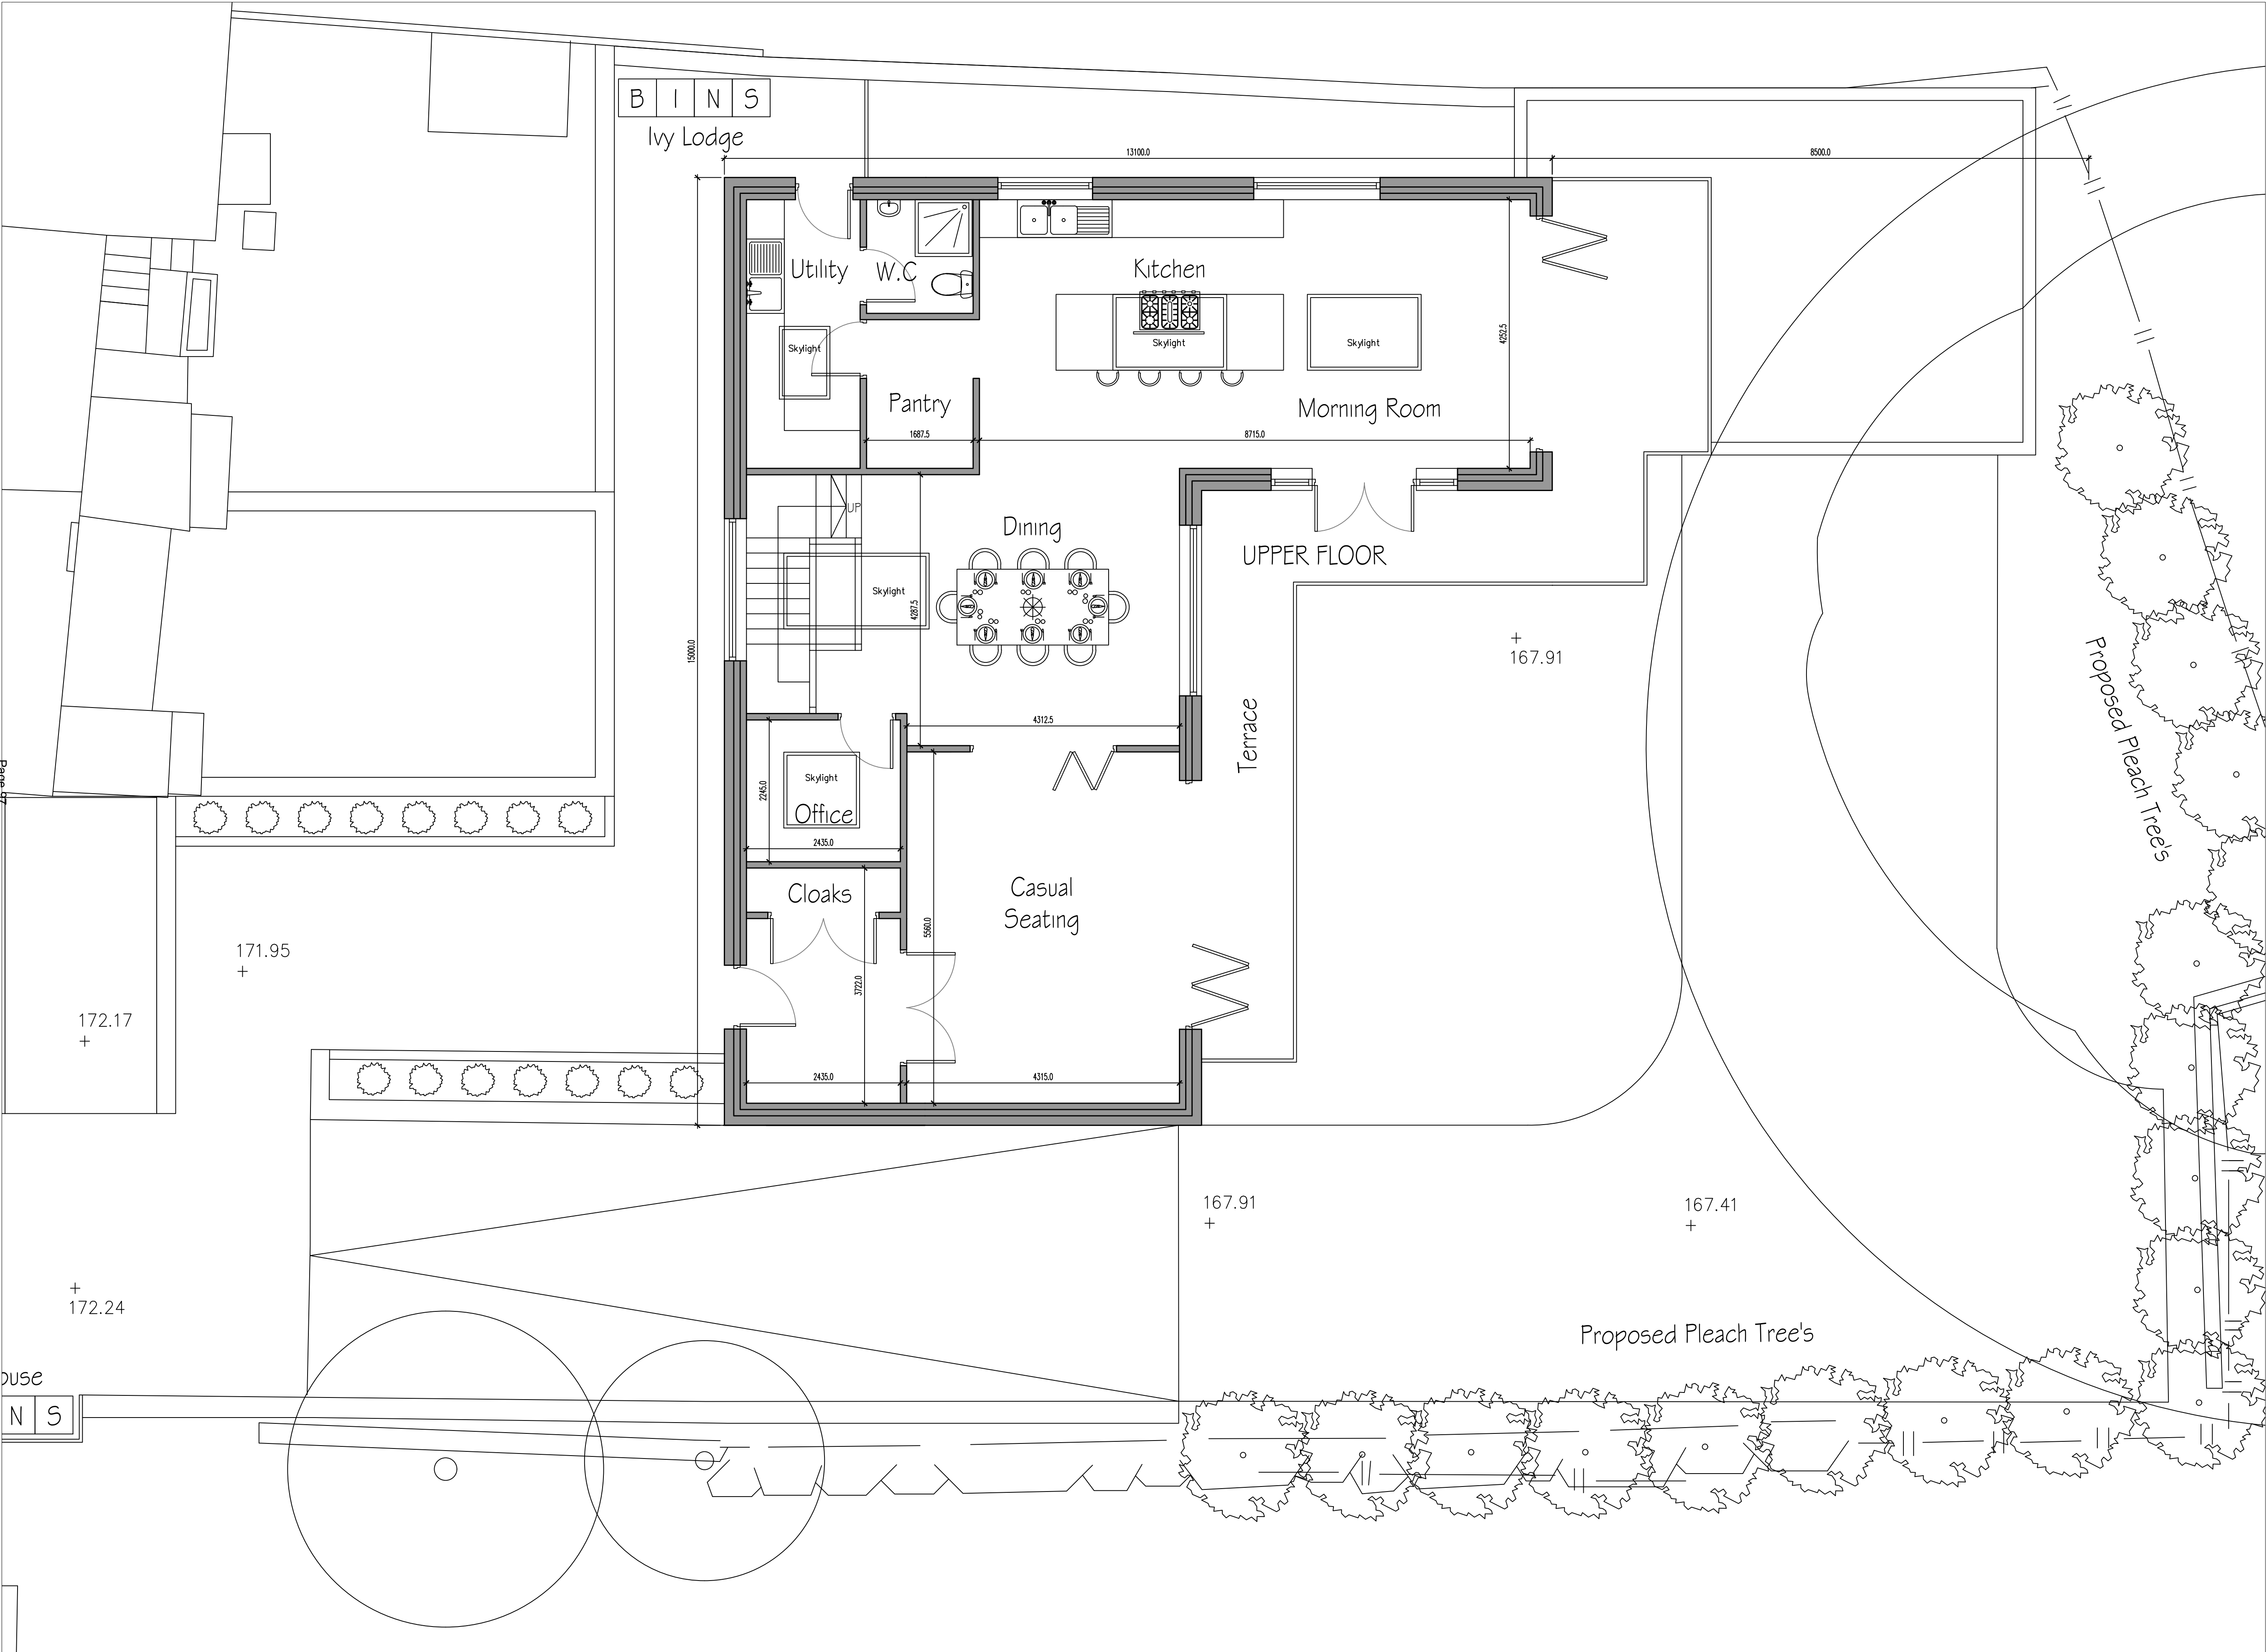 B I N S
Ivy Lodge
13100.0
8500.0
Utility
W.C
Kitchen
Skylight
Skylight
Skylight
4252.5
Pantry
Morning Room
1687.5
8715.0
UP
Dining
UPPER FLOOR
Skylight
4287.5
15000.0
167.91
Proposed Pleach Tree's
4312.5
Terrace
Skylight
2245.0
Office
2435.0
Cloaks
Casual
Seating
5560.0
3722.0
171.95
172.17
2435.0
4315.0
167.91
167.41
172.24
Proposed Pleach Tree's
ouse
N S
Page 97